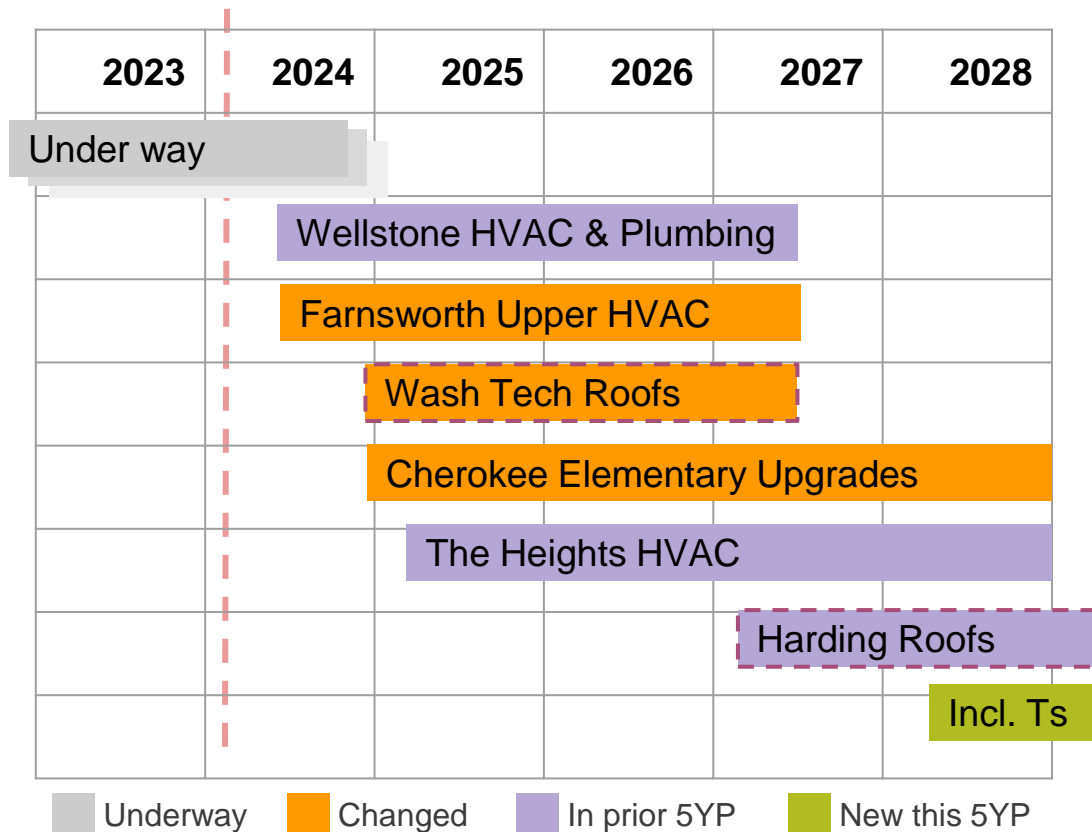 2023 2024 2025 2026 2027 2028
Under way
Wellstone HVAC & Plumbing
Farnsworth Upper HVAC
Wash Tech Roofs
Cherokee Elementary Upgrades
The Heights HVAC
Harding Roofs
Incl. Ts
Underway Changed In prior 5YP New this 5YP